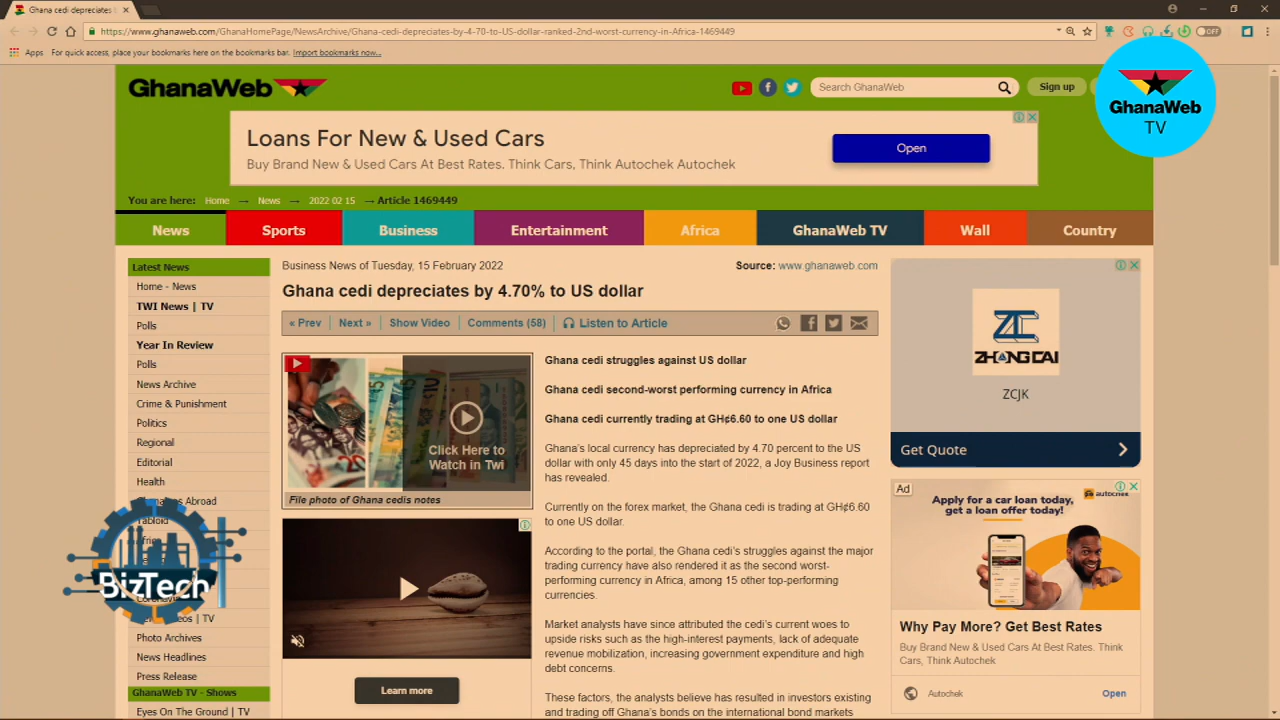 Ghana cedi depreciates b
https://www.ghanaweb.com/GhanaHomePage/NewsArchive/Ghana-cedi-depreciates-by-4-70-to-US-dollar-ranked-2nd-worst-currency-in-Africa-1469449
OFF
Apps
For quick access, place your bookmarks here on the bookmarks bar. Import bookmarks now...
GhanaWeb
Search GhanaWeb
Sign up
GhanaWeb
TV
Loans For New & Used Cars
Buy Brand New & Used Cars At Best Rates. Think Cars, Think Autochek Autochek
Open
You are here: Home → News → 2022 02 15 → Article 1469449
News Sports Business Entertainment Africa GhanaWeb TV Wall Country
Latest News
Home - News
TWI News | TV
Polls
Year In Review
Polls
News Archive
Crime & Punishment
Politics
Regional
Editorial
Health
Abroad
Tabloid
BizTech
| TV
Photo Archives
News Headlines
Press Release
GhanaWeb TV - Shows
Eyes On The Ground | TV
Business News of Tuesday, 15 February 2022
Source: www.ghanaweb.com
Ghana cedi depreciates by 4.70% to US dollar
« Prev
Next »
Show Video
Comments (58)
Listen to Article
Click Here to
Watch in Twi
File photo of Ghana cedis notes
Learn more
Ghana cedi struggles against US dollar
Ghana cedi second-worst performing currency in Africa
Ghana cedi currently trading at GH¢6.60 to one US dollar
Ghana's local currency has depreciated by 4.70 percent to the US
dollar with only 45 days into the start of 2022, a Joy Business report
has revealed.
Currently on the forex market, the Ghana cedi is trading at GH¢6.60
to one US dollar.
According to the portal, the Ghana cedi's struggles against the major
trading currency have also rendered it as the second worst-
performing currency in Africa, among 15 other top-performing
currencies.
Market analysts have since attributed the cedi's current woes to
upside risks such as the high-interest payments, lack of adequate
revenue mobilization, increasing government expenditure and high
debt concerns.
These factors, the analysts believe has resulted in investors existing
and trading off Ghana's bonds on the international bond markets
ZHANG CAI
ZCJK
Get Quote
Ad
Apply for a car loan today,
get a loan offer today!
autochek
Why Pay More? Get Best Rates
Buy Brand New & Used Cars At Best Rates. Think
Cars, Think Autochek
Autochek
Open